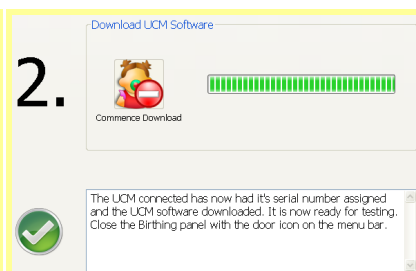 Download UCM Software
2.
Commence Download
The UCM connected has now had it's serial number assigned
and the UCM software downloaded. It is now ready for testing.
Close the Birthing panel with the door icon on the menu bar.